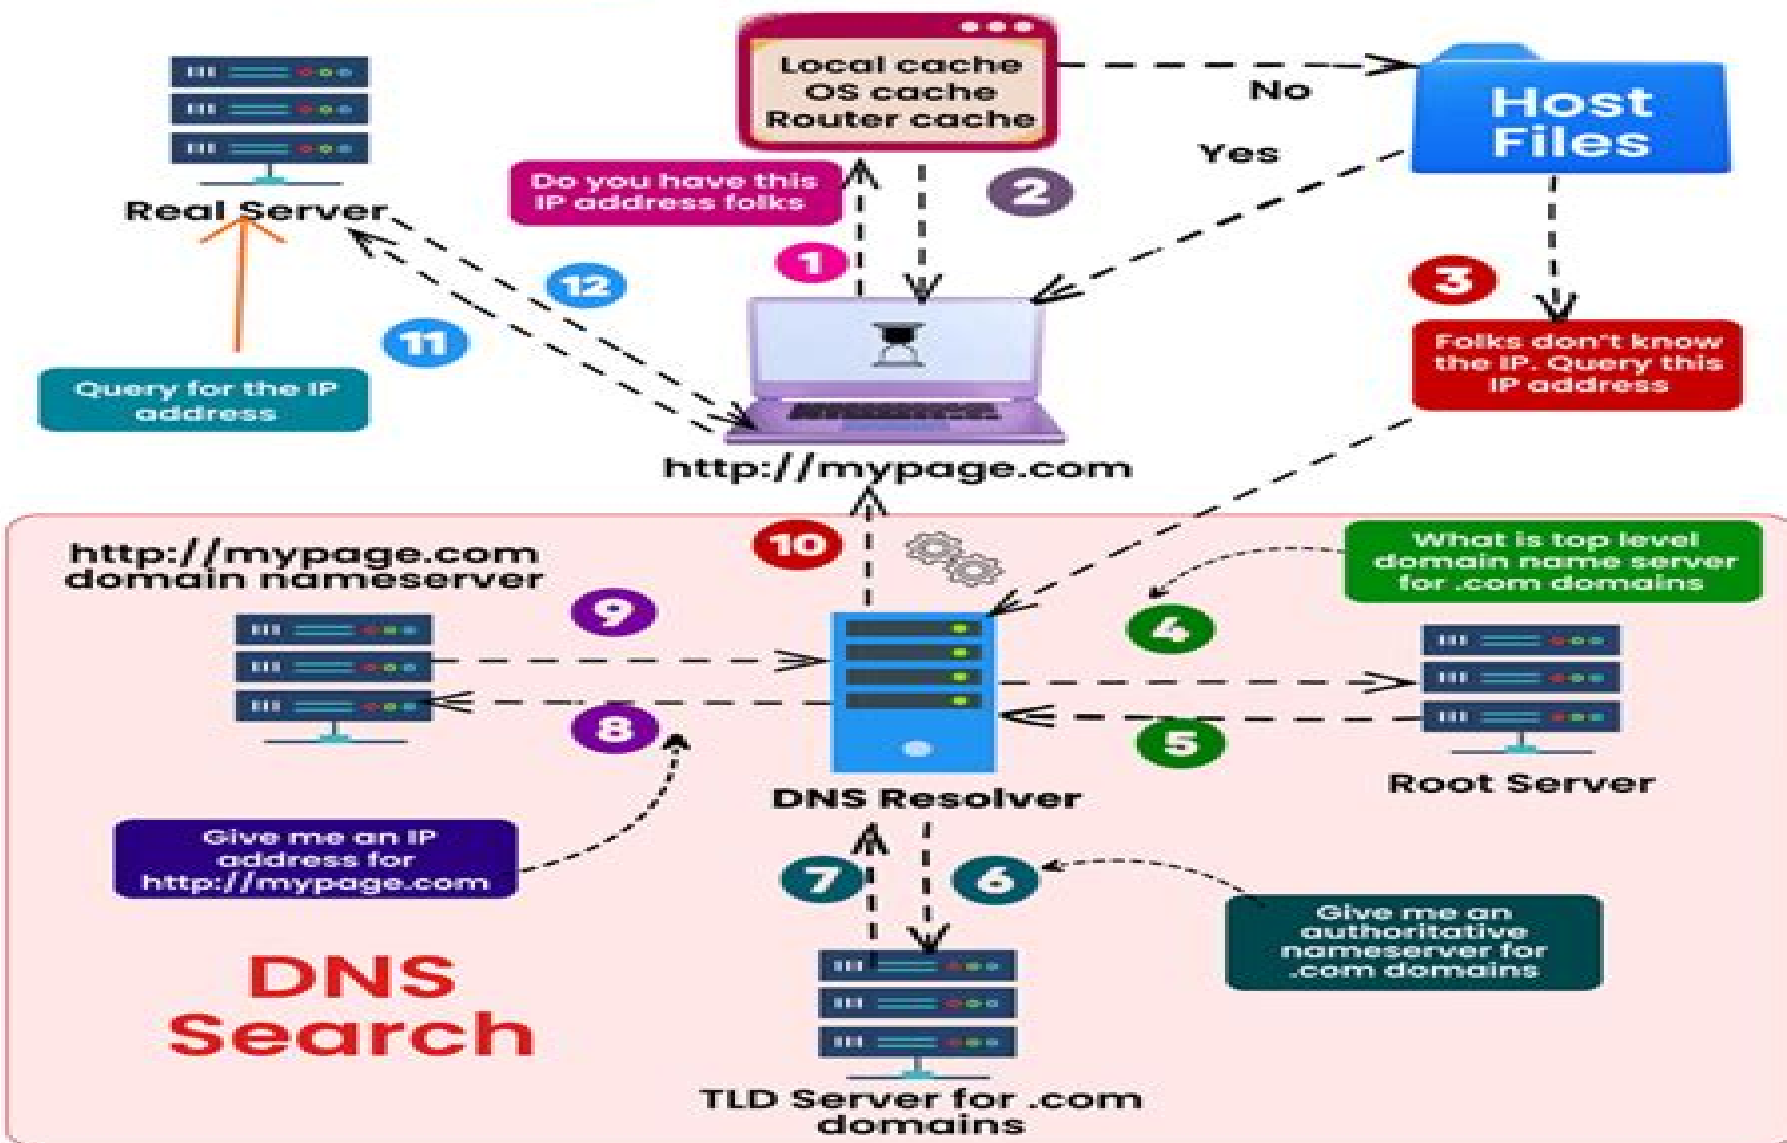 Local cache
OS cache
Router cache
No
Host
Files
Yes
Do you have this
IP address folks
2
Real Server
1
12
3
11
Folks don't know
the IP. Query this
IP address
Query for the IP
address
http://mypage.com
10
What is top level
domain name server
for .com domains
http://mypage.com
domain nameserver
9
4
8
5
DNS Resolver
Root Server
Give me an IP
address for
http://mypage.com
7
6
Give me an
authoritative
nameserver for
.com domains
DNS
Search
TLD Server for .com
domains